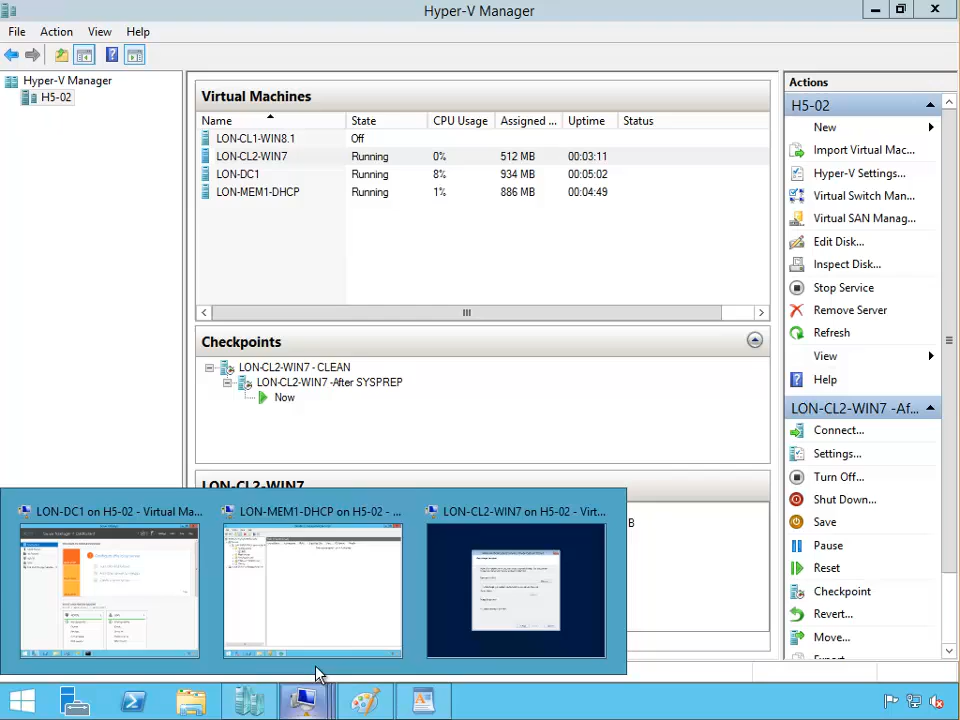 Hyper-V Manager
File Action View Help
Hyper-V Manager
H5-02
Virtual Machines
Name State CPU Usage Assigned ... Uptime Status
LON-CL1-WIN8.1 Off
LON-CL2-WIN7 Running 0% 512 MB 00:03:11
LON-DC1 Running 8% 934 MB 00:05:02
LON-MEM1-DHCP Running 1% 886 MB 00:04:49
Checkpoints
LON-CL2-WIN7 - CLEAN
LON-CL2-WIN7 -After SYSPREP
Now
LON-CL2-WIN7
B
LON-DC1 on H5-02 - Virtual Ma...
LON-MEM1-DHCP on H5-02 - ...
LON-CL2-WIN7 on H5-02 - Virt...
Actions
H5-02
New
Import Virtual Mac...
Hyper-V Settings...
Virtual Switch Man...
Virtual SAN Manag...
Edit Disk...
Inspect Disk...
Stop Service
Remove Server
Refresh
View
Help
LON-CL2-WIN7 -Af...
Connect...
Settings...
Turn Off...
Shut Down...
Save
Pause
Reset
Checkpoint
Revert...
Move...